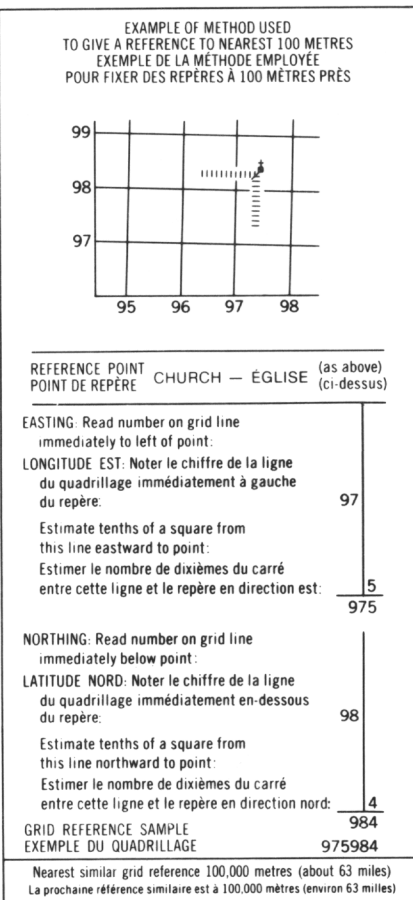 EXAMPLE OF METHOD USED
TO GIVE A REFERENCE TO NEAREST 100 METRES
EXEMPLE DE LA MÉTHODE EMPLOYÉE
POUR FIXER DES REPÈRES À 100 MÈTRES PRÈS
99
98
97
95 96 97 98
REFERENCE POINT CHURCH — ÉGLISE (as above)
POINT DE REPÈRE (ci-dessus)
EASTING: Read number on grid line
immediately to left of point:
LONGITUDE EST: Noter le chiffre de la ligne
du quadrillage immédiatement à gauche
du repère: 97
Estimate tenths of a square from
this line eastward to point:
Estimer le nombre de dixièmes du carré
entre cette ligne et le repère en direction est: 5
975
NORTHING: Read number on grid line
immediately below point:
LATITUDE NORD: Noter le chiffre de la ligne
du quadrillage immédiatement en-dessous
du repère: 98
Estimate tenths of a square from
this line northward to point:
Estimer le nombre de dixièmes du carré
entre cette ligne et le repère en direction nord: 4
GRID REFERENCE SAMPLE 984
EXEMPLE DU QUADRILLAGE 975984
Nearest similar grid reference 100,000 metres (about 63 miles)
La prochaine référence similaire est à 100,000 mètres (environ 63 milles)